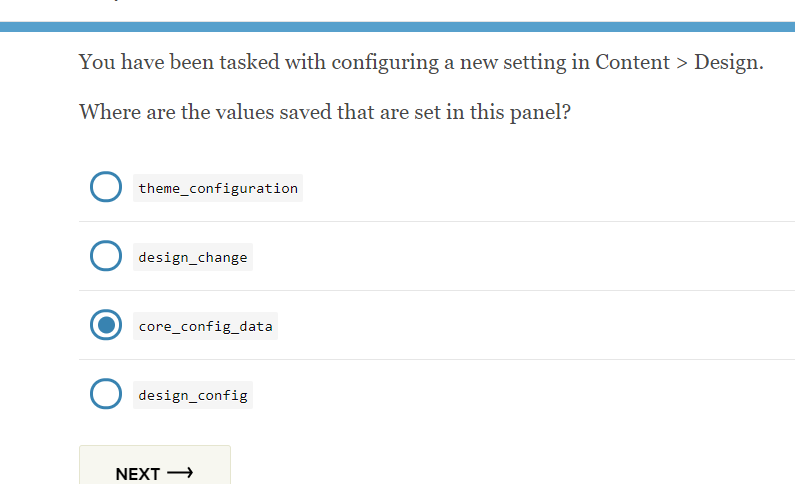 You have been tasked with configuring a new setting in Content > Design.
Where are the values saved that are set in this panel?
theme_configuration
design_change
core_config_data
design_config
NEXT →